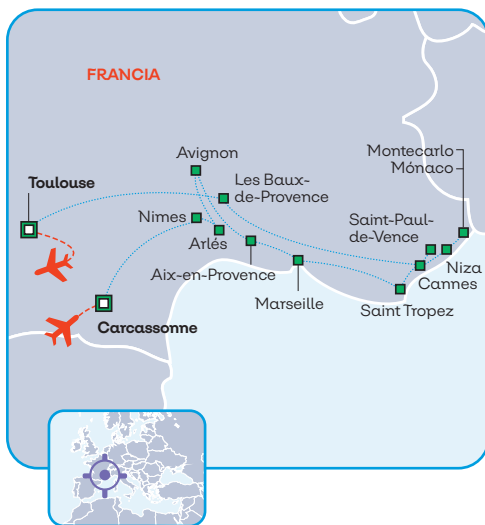 FRANCIA
Montecarlo
Mónaco
Avignon
Toulouse
Les Baux-
de-Provence
Nimes
Saint-Paul-
de-Vence
Arlés
Niza
Aix-en-Provence
Cannes
Marseille
Saint Tropez
Carcassonne